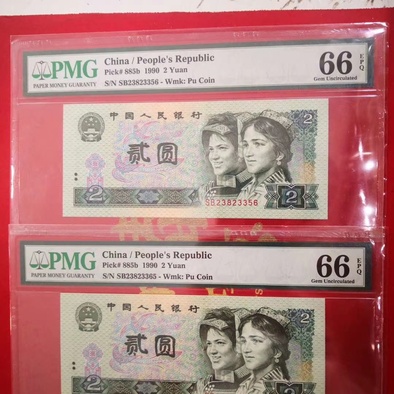 PMG
PAPER MONEY GUARANTY
China / People's Republic
Pick# 885b 1990 2 Yuan
S/N SB23823356 - Wmk: Pu Coin
66 EPQ
Gem Uncirculated
中国人民银行
2
贰圆
SB23823356
2
2
PMG
PAPER MONEY GUARANTY
China / People's Republic
Pick# 885b 1990 2 Yuan
S/N SB23823365 - Wmk: Pu Coin
66 EPQ
Gem Uncirculated
中国人民银行
2
贰圆
2
2